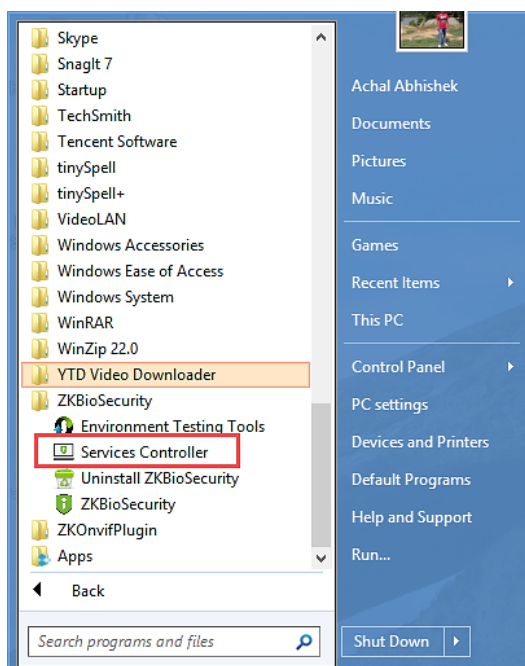 Skype
SnagIt 7
Startup
TechSmith
Tencent Software
tinySpell
tinySpell+
VideoLAN
Windows Accessories
Windows Ease of Access
Windows System
WinRAR
WinZip 22.0
YTD Video Downloader
ZKBioSecurity
Environment Testing Tools
Services Controller
Uninstall ZKBioSecurity
ZKBioSecurity
ZKOnvifPlugin
Apps
Back
Search programs and files
Achal Abhishek
Documents
Pictures
Music
Games
Recent Items
This PC
Control Panel
PC settings
Devices and Printers
Default Programs
Help and Support
Run...
Shut Down